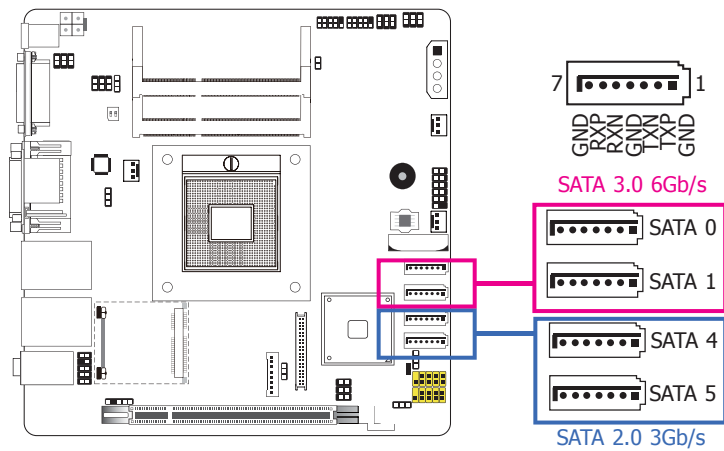 7
1
GND
RXP
RXN
GND
TXN
TXP
GND
SATA 3.0 6Gb/s
SATA 0
SATA 1
SATA 4
SATA 5
SATA 2.0 3Gb/s